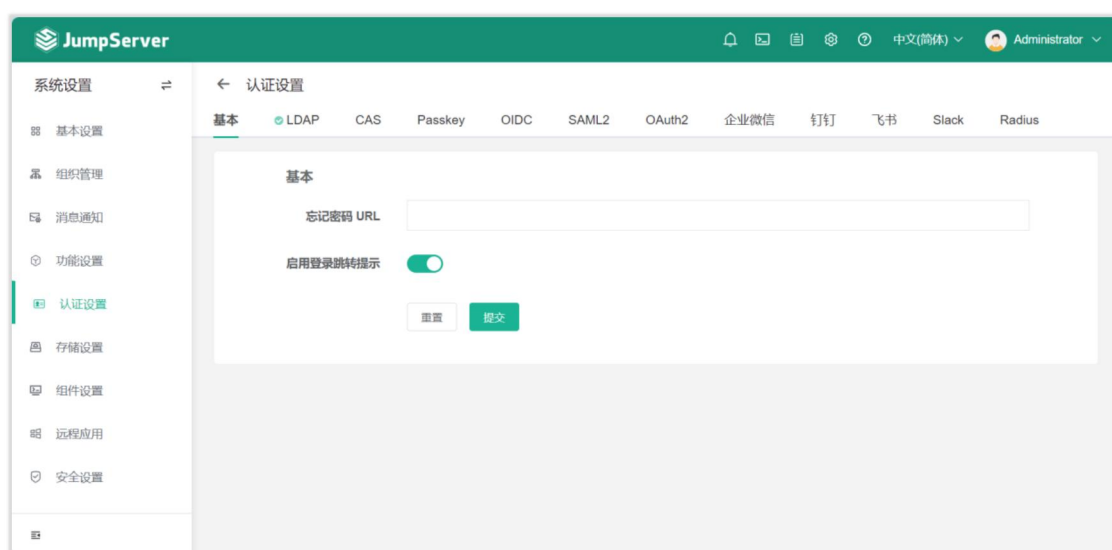 JumpServer
中文(简体)
Administrator
系统设置
认证设置
基本 LDAP CAS Passkey OIDC SAML2 OAuth2 企业微信 钉钉 飞书 Slack Radius
基本设置
组织管理
消息通知
功能设置
认证设置
存储设置
组件设置
远程应用
安全设置
基本
忘记密码 URL
启用登录跳转提示
重置 提交